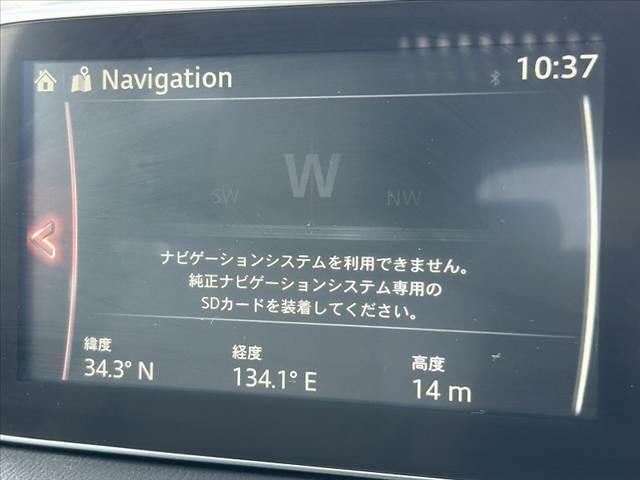 Navigation
10:37
W
SW
NW
ナビゲーションシステムを利用できません。
純正ナビゲーションシステム専用の
SDカードを装着してください。
緯度
34.3° N
経度
134.1° E
高度
14 m